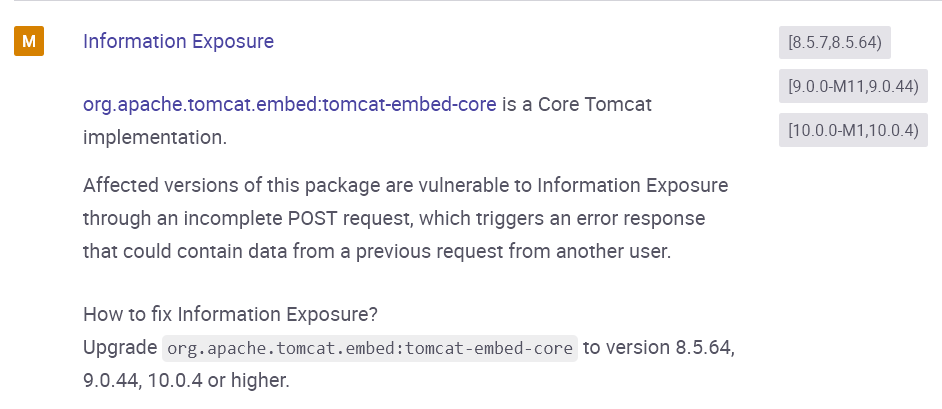 M
Information Exposure
[8.5.7,8.5.64)
[9.0.0-M11,9.0.44)
[10.0.0-M1,10.0.4)
org.apache.tomcat.embed:tomcat-embed-core is a Core Tomcat
implementation.
Affected versions of this package are vulnerable to Information Exposure
through an incomplete POST request, which triggers an error response
that could contain data from a previous request from another user.
How to fix Information Exposure?
Upgrade org.apache.tomcat.embed:tomcat-embed-core to version 8.5.64,
9.0.44, 10.0.4 or higher.